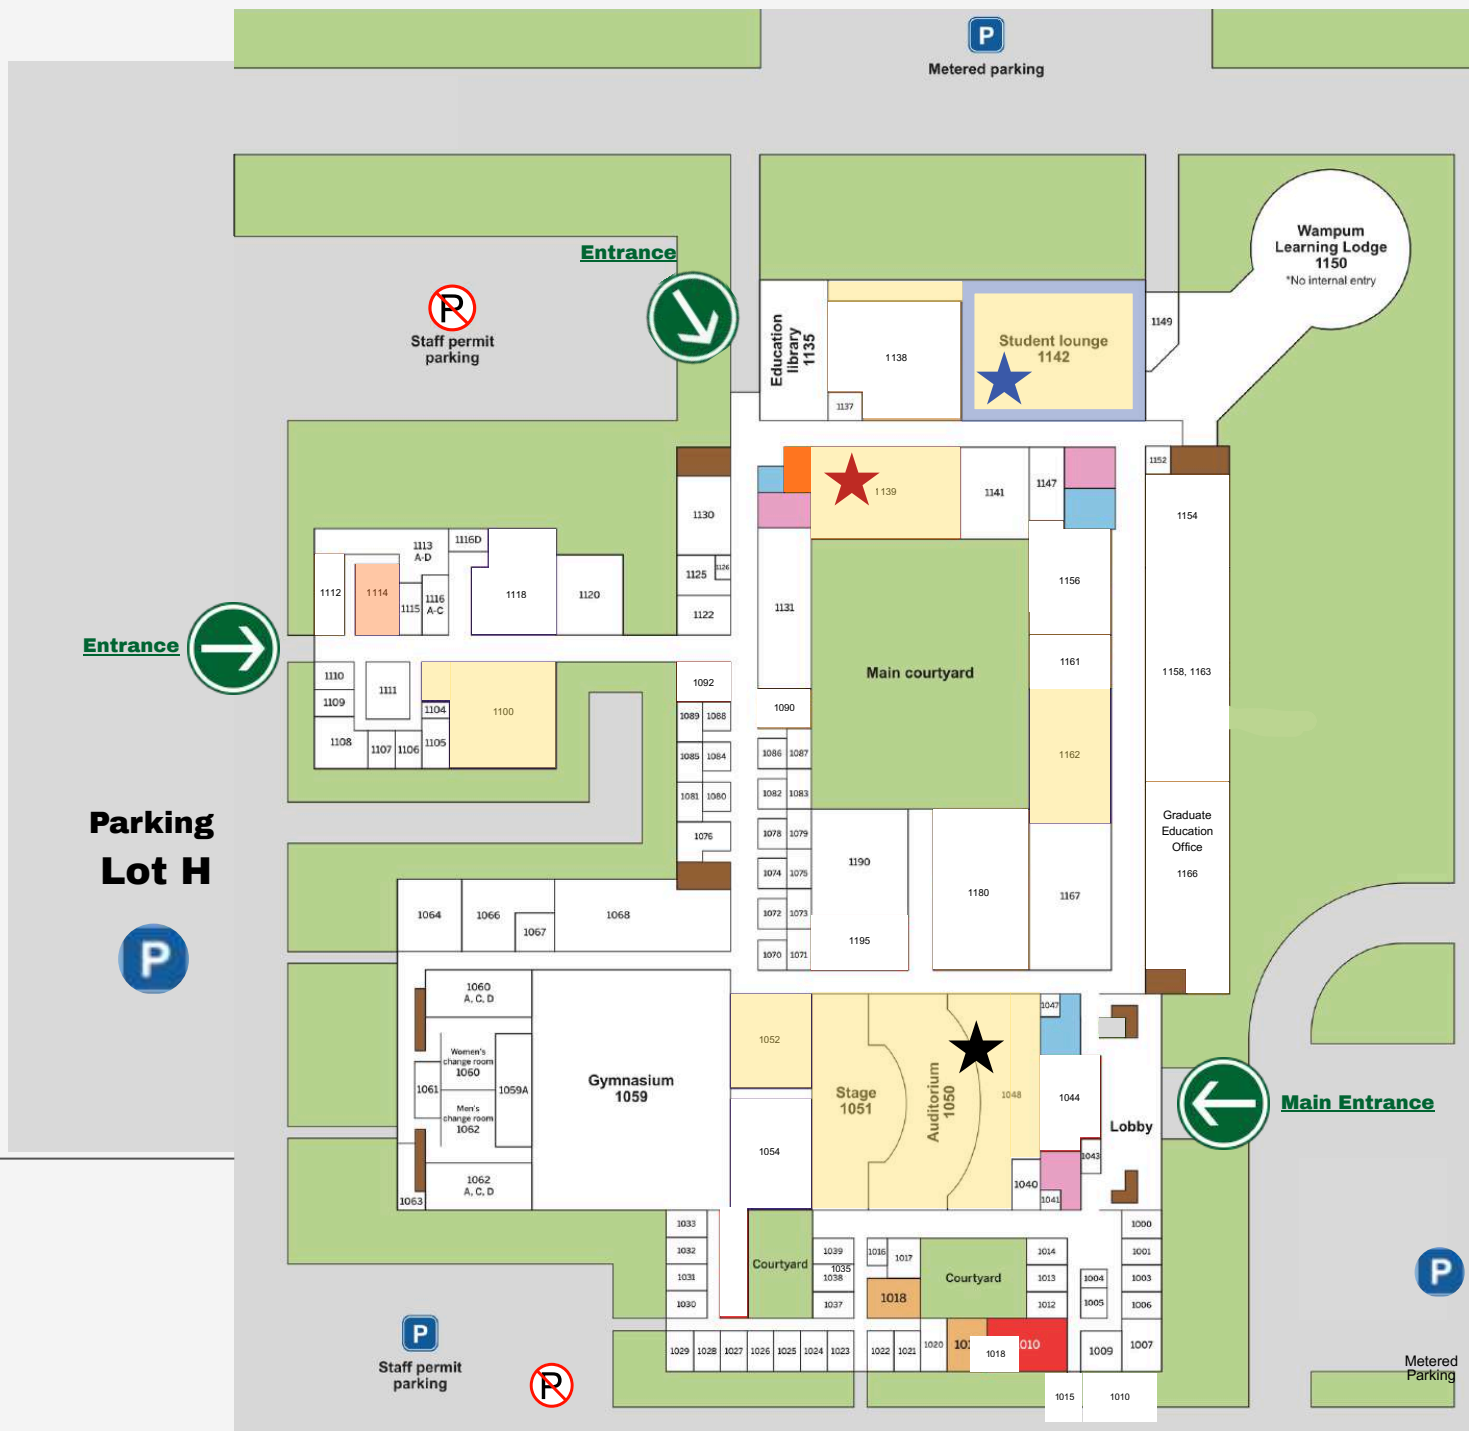 P
Metered parking
Entrance
Wampum
Learning Lodge
1150
*No internal entry
P
Staff permit
parking
Education
library
1135
1138
1137
Student lounge
1142
1149
1139
1141
1147
1152
1130
1154
1113
A-D
1116D
1125
1126
1156
1112
1114
1115
1116
A-C
1118
1120
1122
1131
Entrance
1161
1110
1109
1111
1092
Main courtyard
1158, 1163
1104
1100
1089
1088
1090
1108
1107
1106
1105
1085
1084
1086
1087
1162
1081
1080
1082
1083
Parking
Lot H
1076
1078
1079
Graduate
Education
Office
1166
1190
1074
1075
1180
1167
1064
1066
1067
1068
1072
1073
1195
1070
1071
P
1060
A, C, D
1047
1052
Women's
change room
1060
1061
1059A
Men's
change room
1062
Gymnasium
1059
Stage
1051
Auditorium
1050
1048
1044
Lobby
Main Entrance
1054
1043
1062
A, C, D
1063
1040
1041
1033
1032
1031
1030
Courtyard
1039
1035
1038
1037
1016
1017
1018
Courtyard
1014
1013
1012
1000
1001
1004
1003
1005
1006
P
1029
1028
1027
1026
1025
1024
1023
1022
1021
1020
101
1018
010
1009
1007
P
Staff permit
parking
P
Metered
Parking
1015
1010